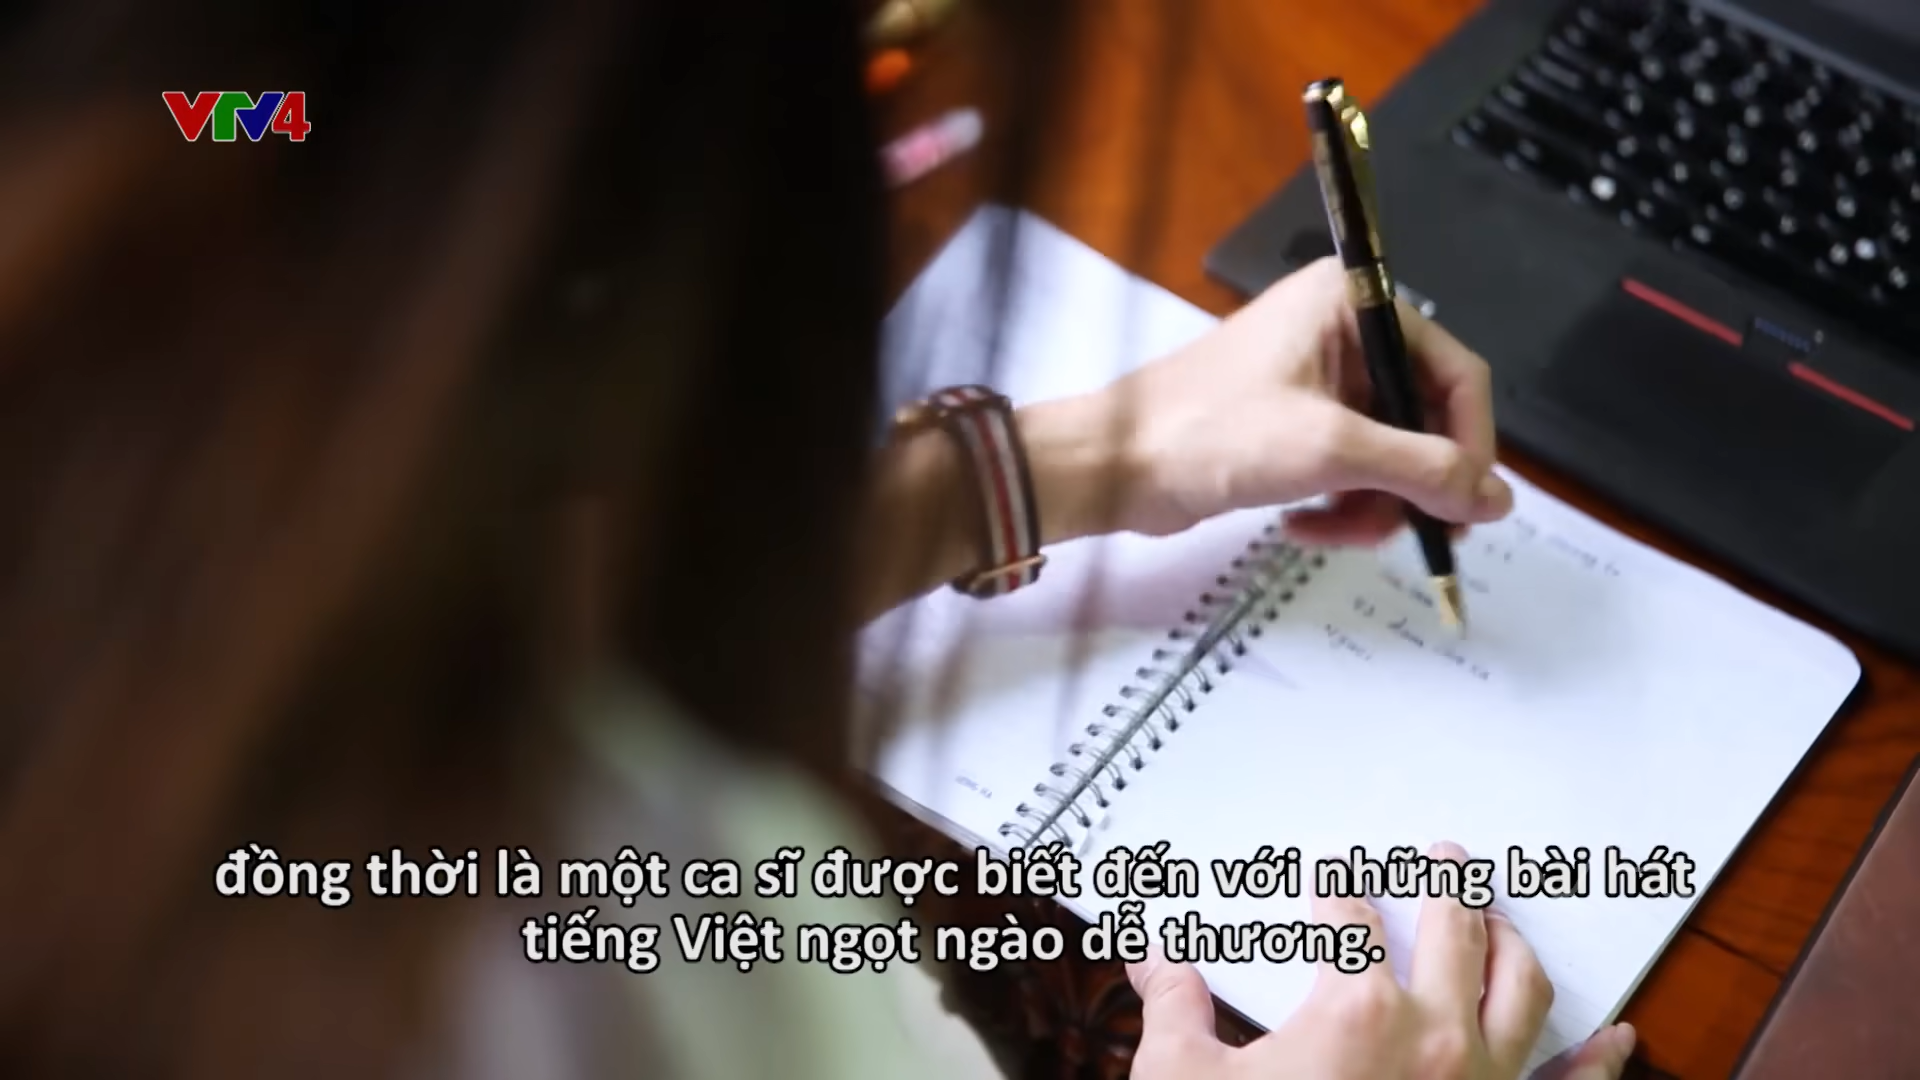 VTV4
đồng thời là một ca sĩ được biết đến với những bài hát
tiếng Việt ngọt ngào dễ thương.